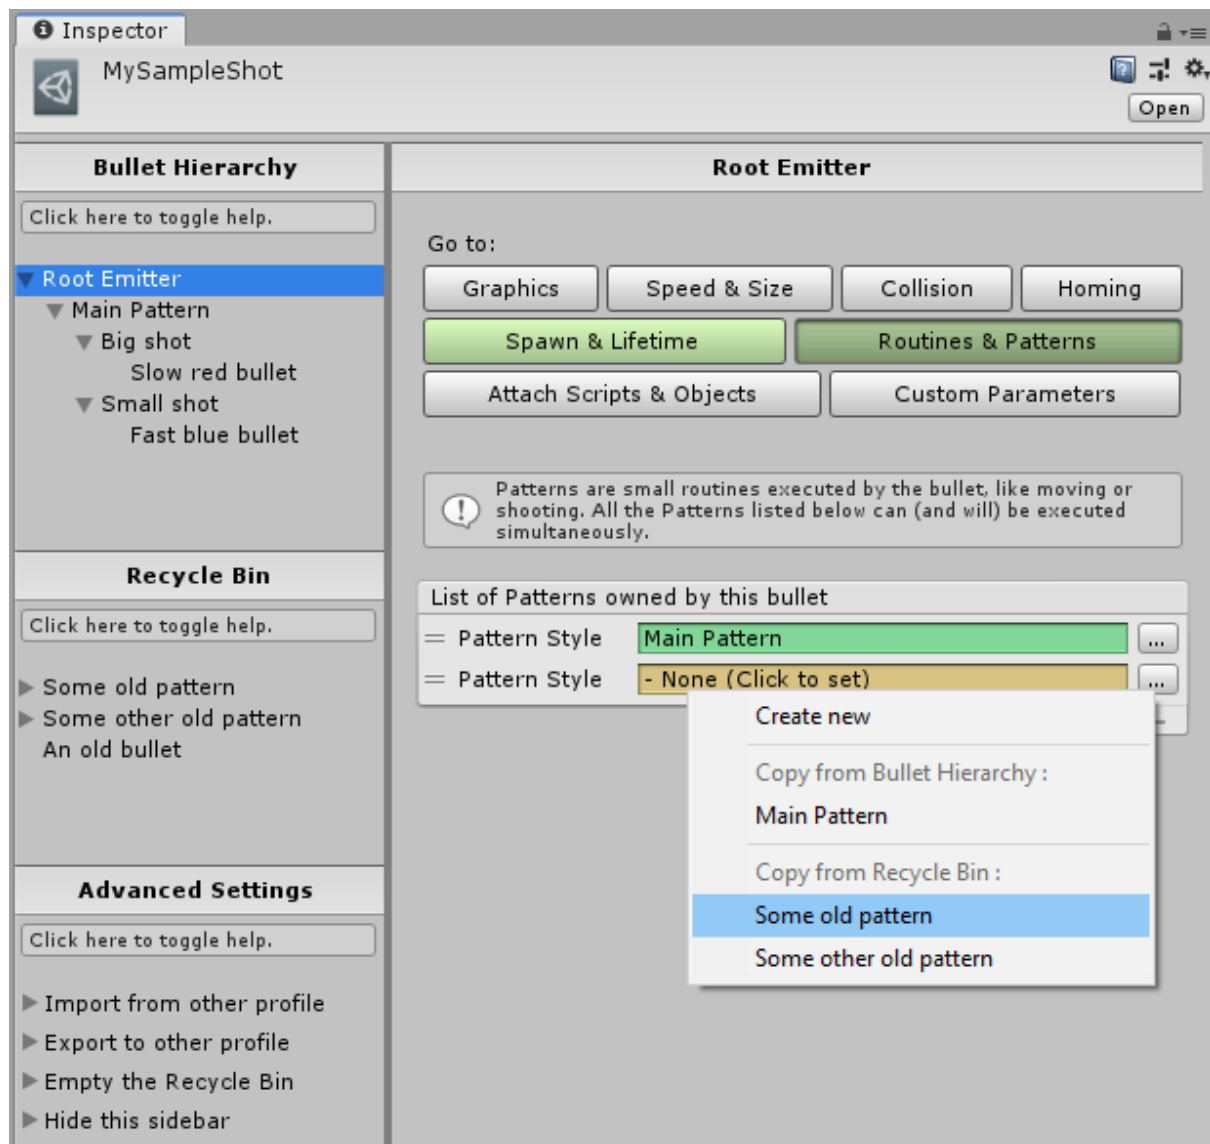 Inspector
MySampleShot
Open
Bullet Hierarchy
Click here to toggle help.
Root Emitter
Main Pattern
Big shot
Slow red bullet
Small shot
Fast blue bullet
Recycle Bin
Click here to toggle help.
Some old pattern
Some other old pattern
An old bullet
Advanced Settings
Click here to toggle help.
Import from other profile
Export to other profile
Empty the Recycle Bin
Hide this sidebar
Root Emitter
Go to:
Graphics Speed & Size Collision Homing
Spawn & Lifetime Routines & Patterns
Attach Scripts & Objects Custom Parameters
Patterns are small routines executed by the bullet, like moving or
shooting. All the Patterns listed below can (and will) be executed
simultaneously.
List of Patterns owned by this bullet
Pattern Style Main Pattern ...
Pattern Style - None (Click to set) ...
Create new
Copy from Bullet Hierarchy :
Main Pattern
Copy from Recycle Bin :
Some old pattern
Some other old pattern